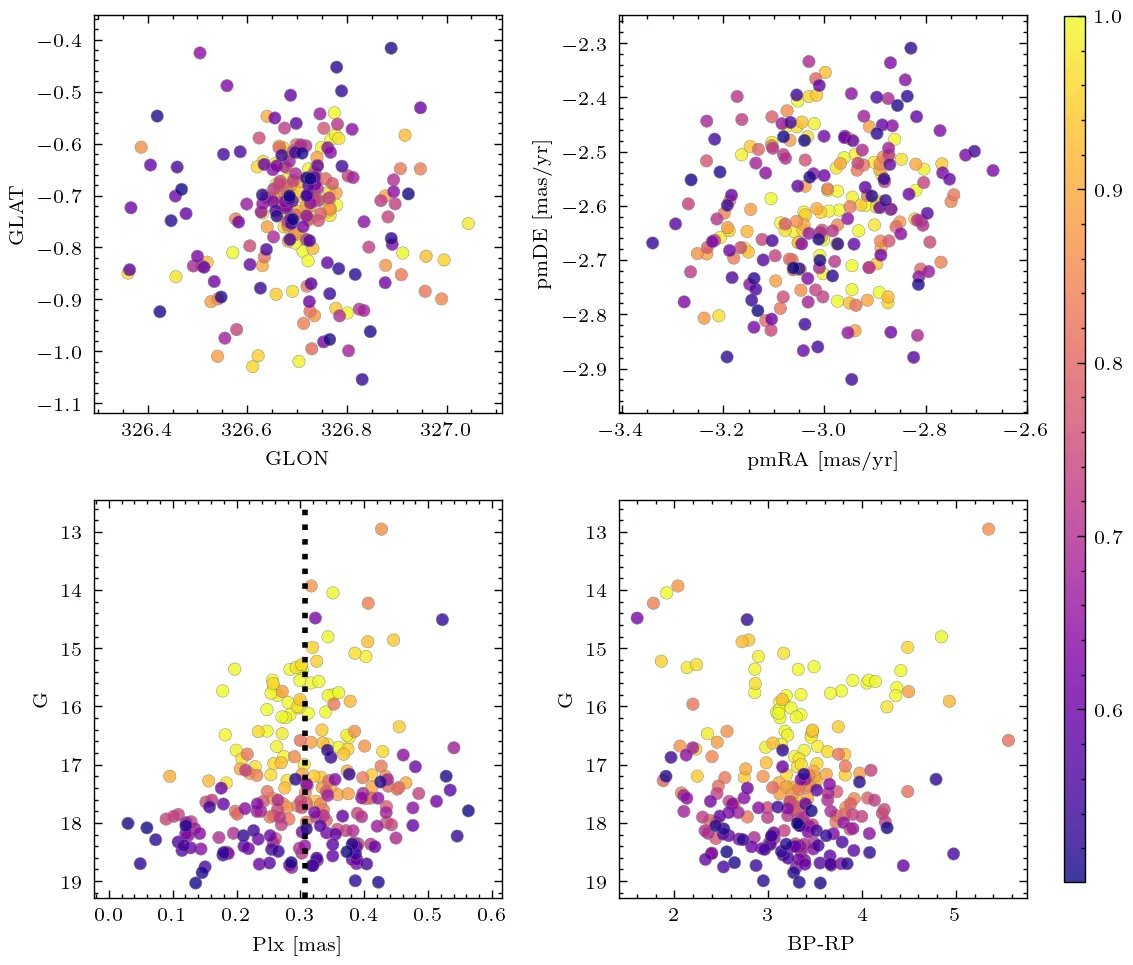 −0.4
−0.5
−0.6
−0.7
−0.8
−0.9
−1.0
−1.1
GLAT
326.4 326.6 326.8 327.0
GLON
−2.3
−2.4
−2.5
−2.6
−2.7
−2.8
−2.9
pmDE [mas/yr]
−3.4 −3.2 −3.0 −2.8 −2.6
pmRA [mas/yr]
13
14
15
16
17
18
19
G
0.0 0.1 0.2 0.3 0.4 0.5 0.6
Plx [mas]
13
14
15
16
17
18
19
G
2 3 4 5
BP-RP
1.0
0.9
0.8
0.7
0.6